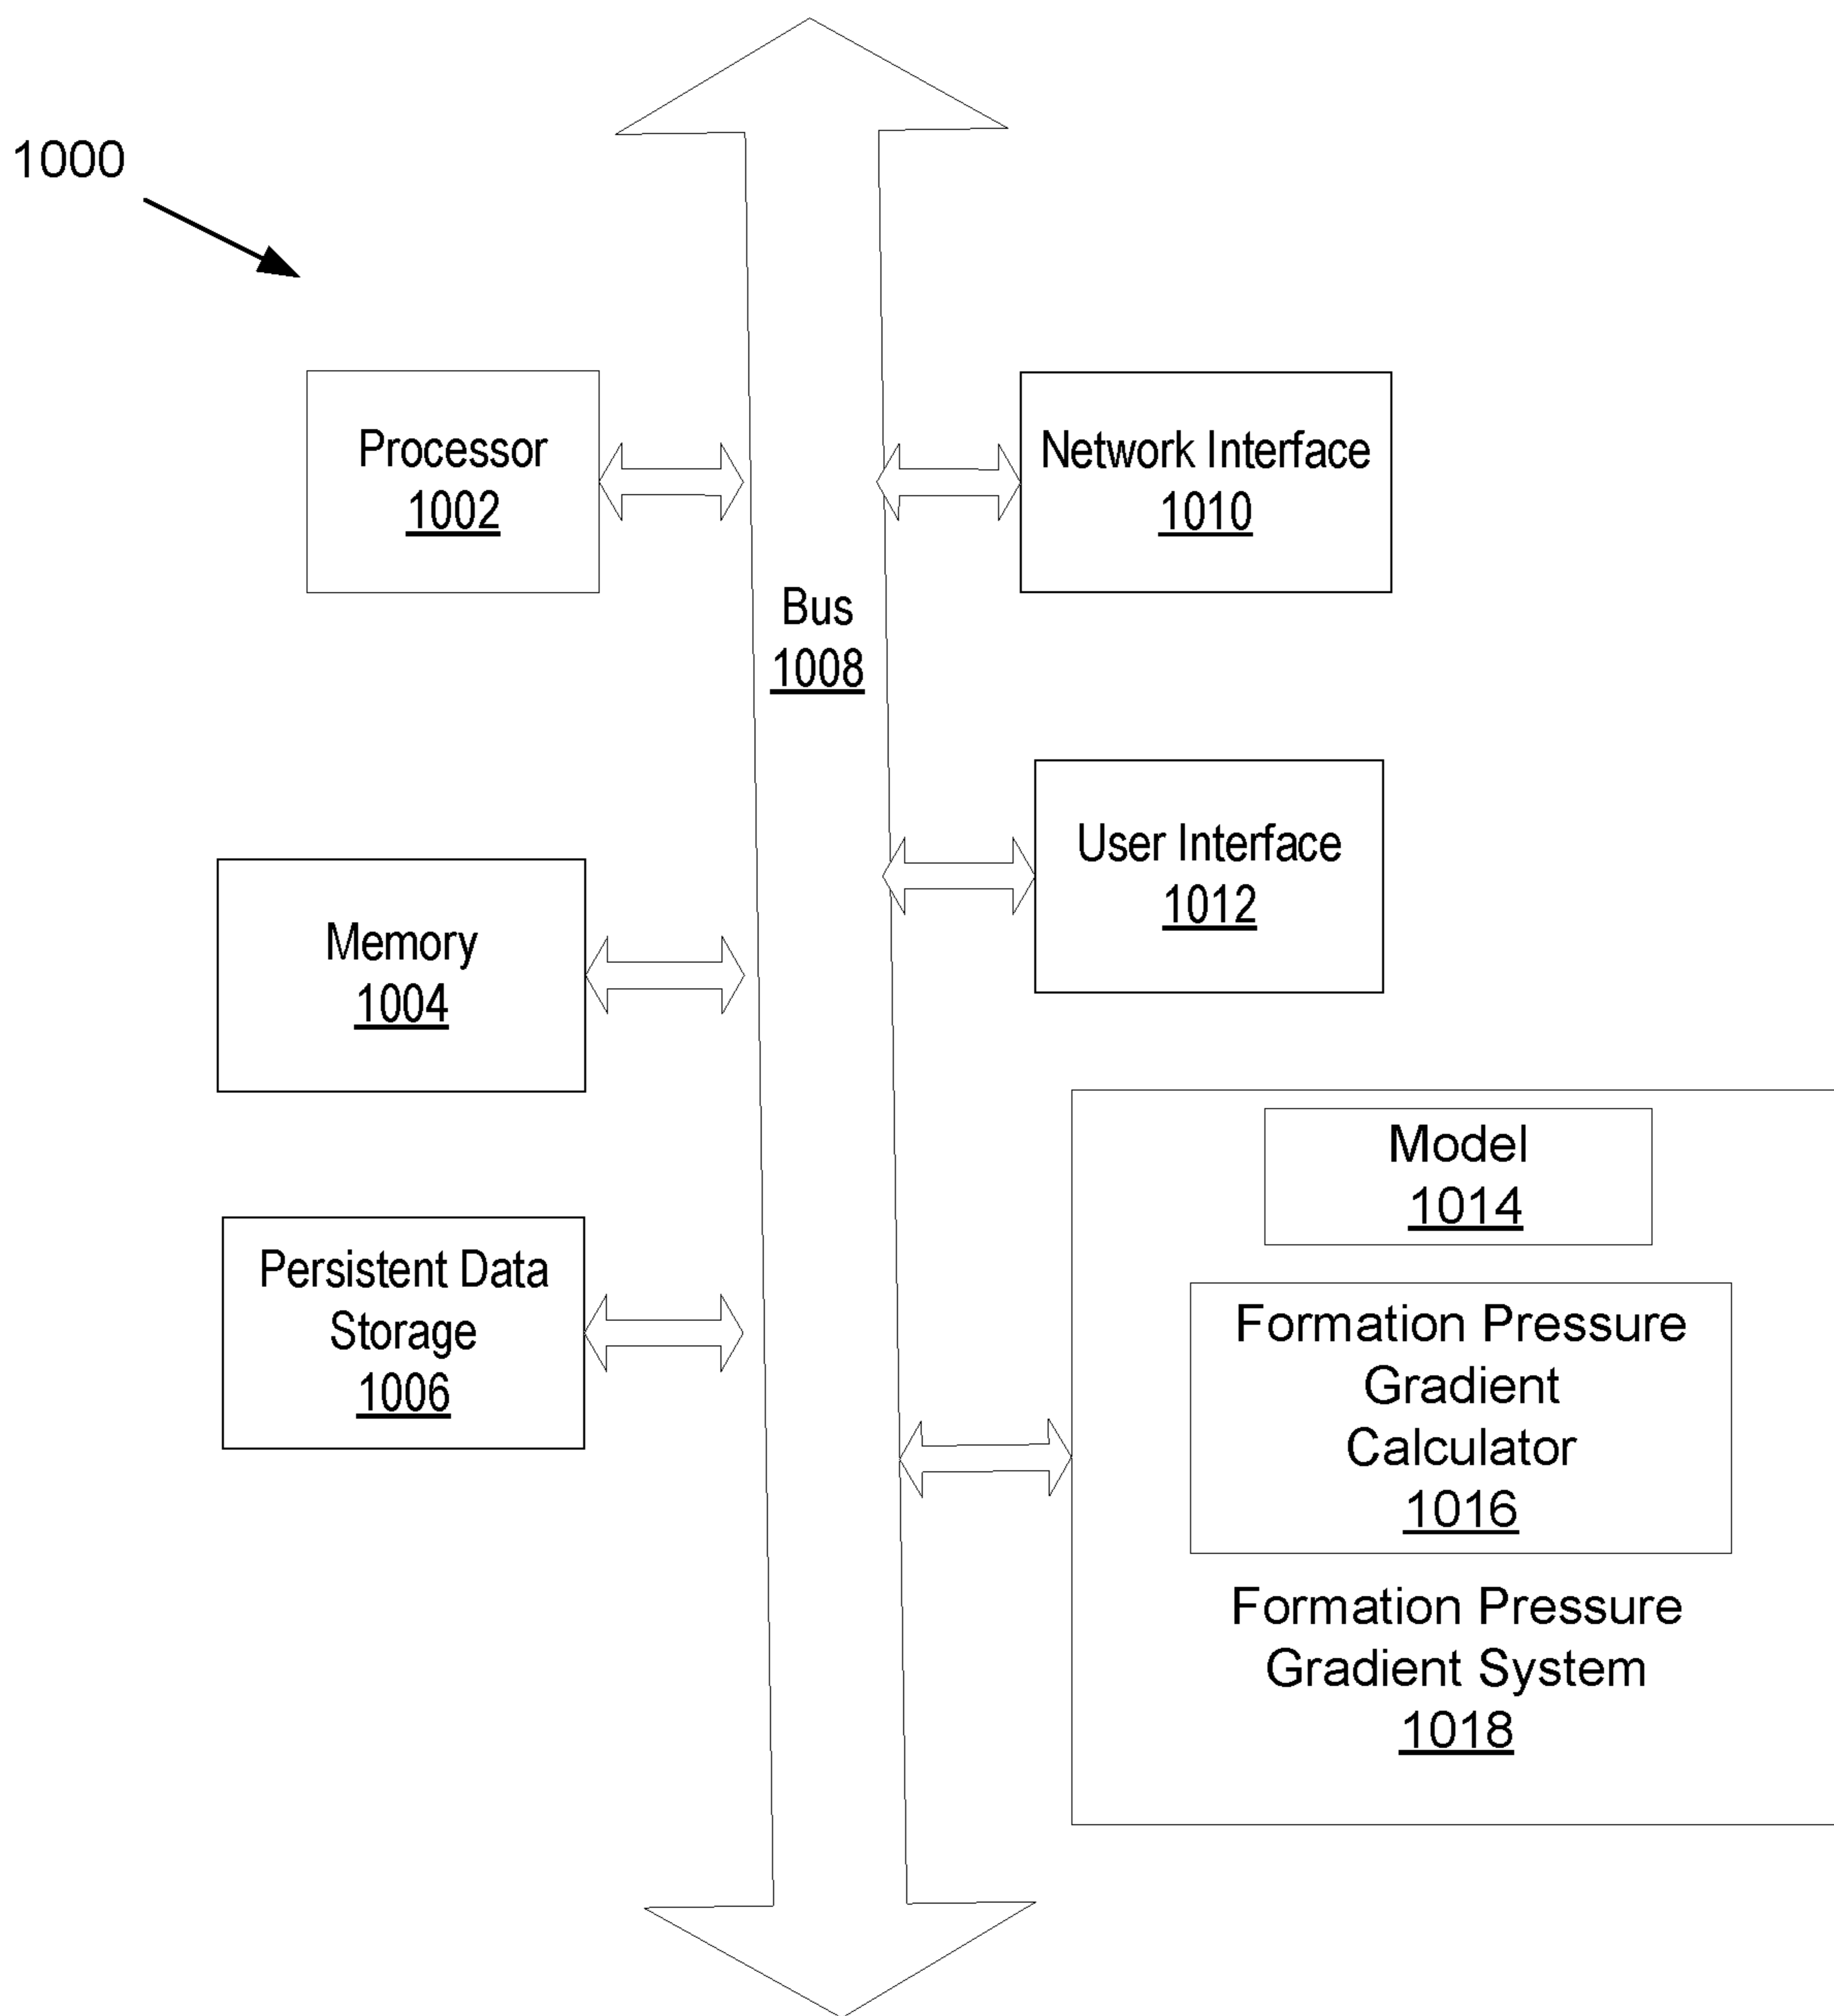 1000
Processor
1002
Network Interface
1010
Bus
1008
User Interface
1012
Memory
1004
Model
1014
Persistent Data
Storage
1006
Formation Pressure
Gradient
Calculator
1016
Formation Pressure
Gradient System
1018